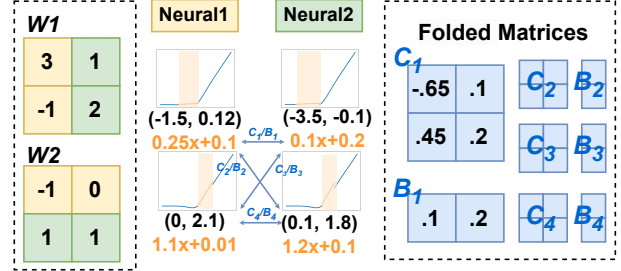 W1
3 1
-1 2
W2
-1 0
1 1
Neural1 Neural2
(-1.5, 0.12) (-3.5, -0.1)
0.25x+0.1 C1/B1 0.1x+0.2
C2/B2 C3/B3
C4/B4
(0, 2.1) (0.1, 1.8)
1.1x+0.01 1.2x+0.1
Folded Matrices
C1
-.65 .1
.45 .2
C2 B2
C3 B3
B1
.1 .2
C4 B4